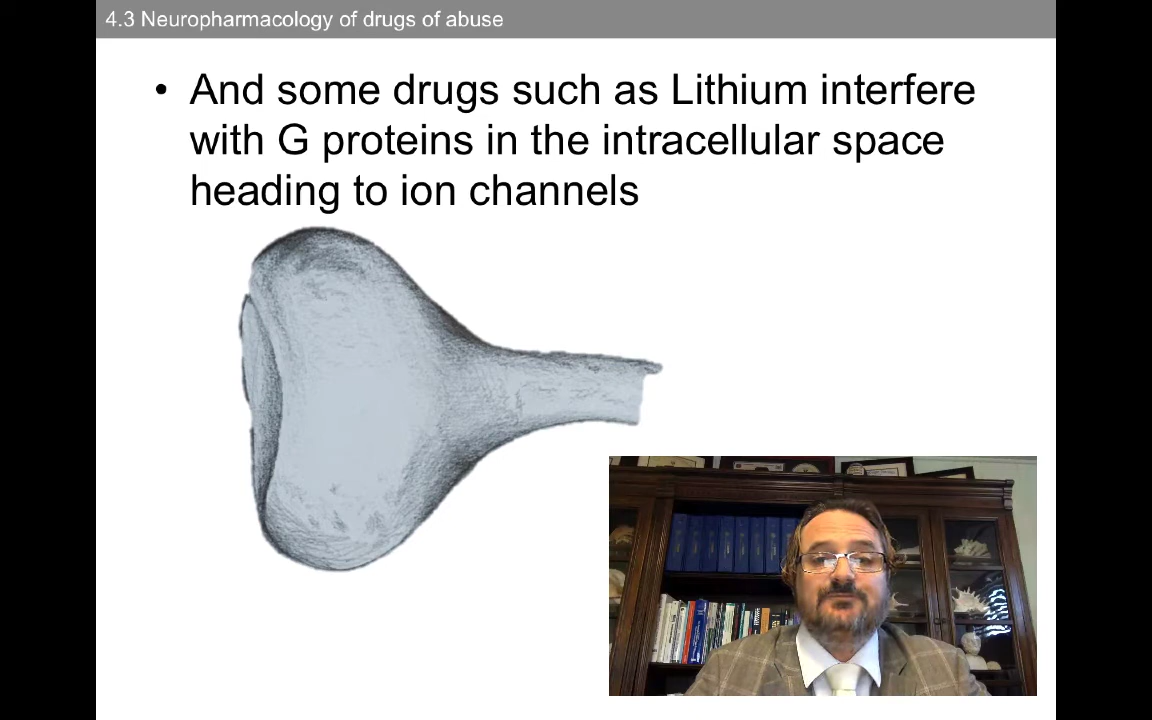 4.3 Neuropharmacology of drugs of abuse
• And some drugs such as Lithium interfere
with G proteins in the intracellular space
heading to ion channels